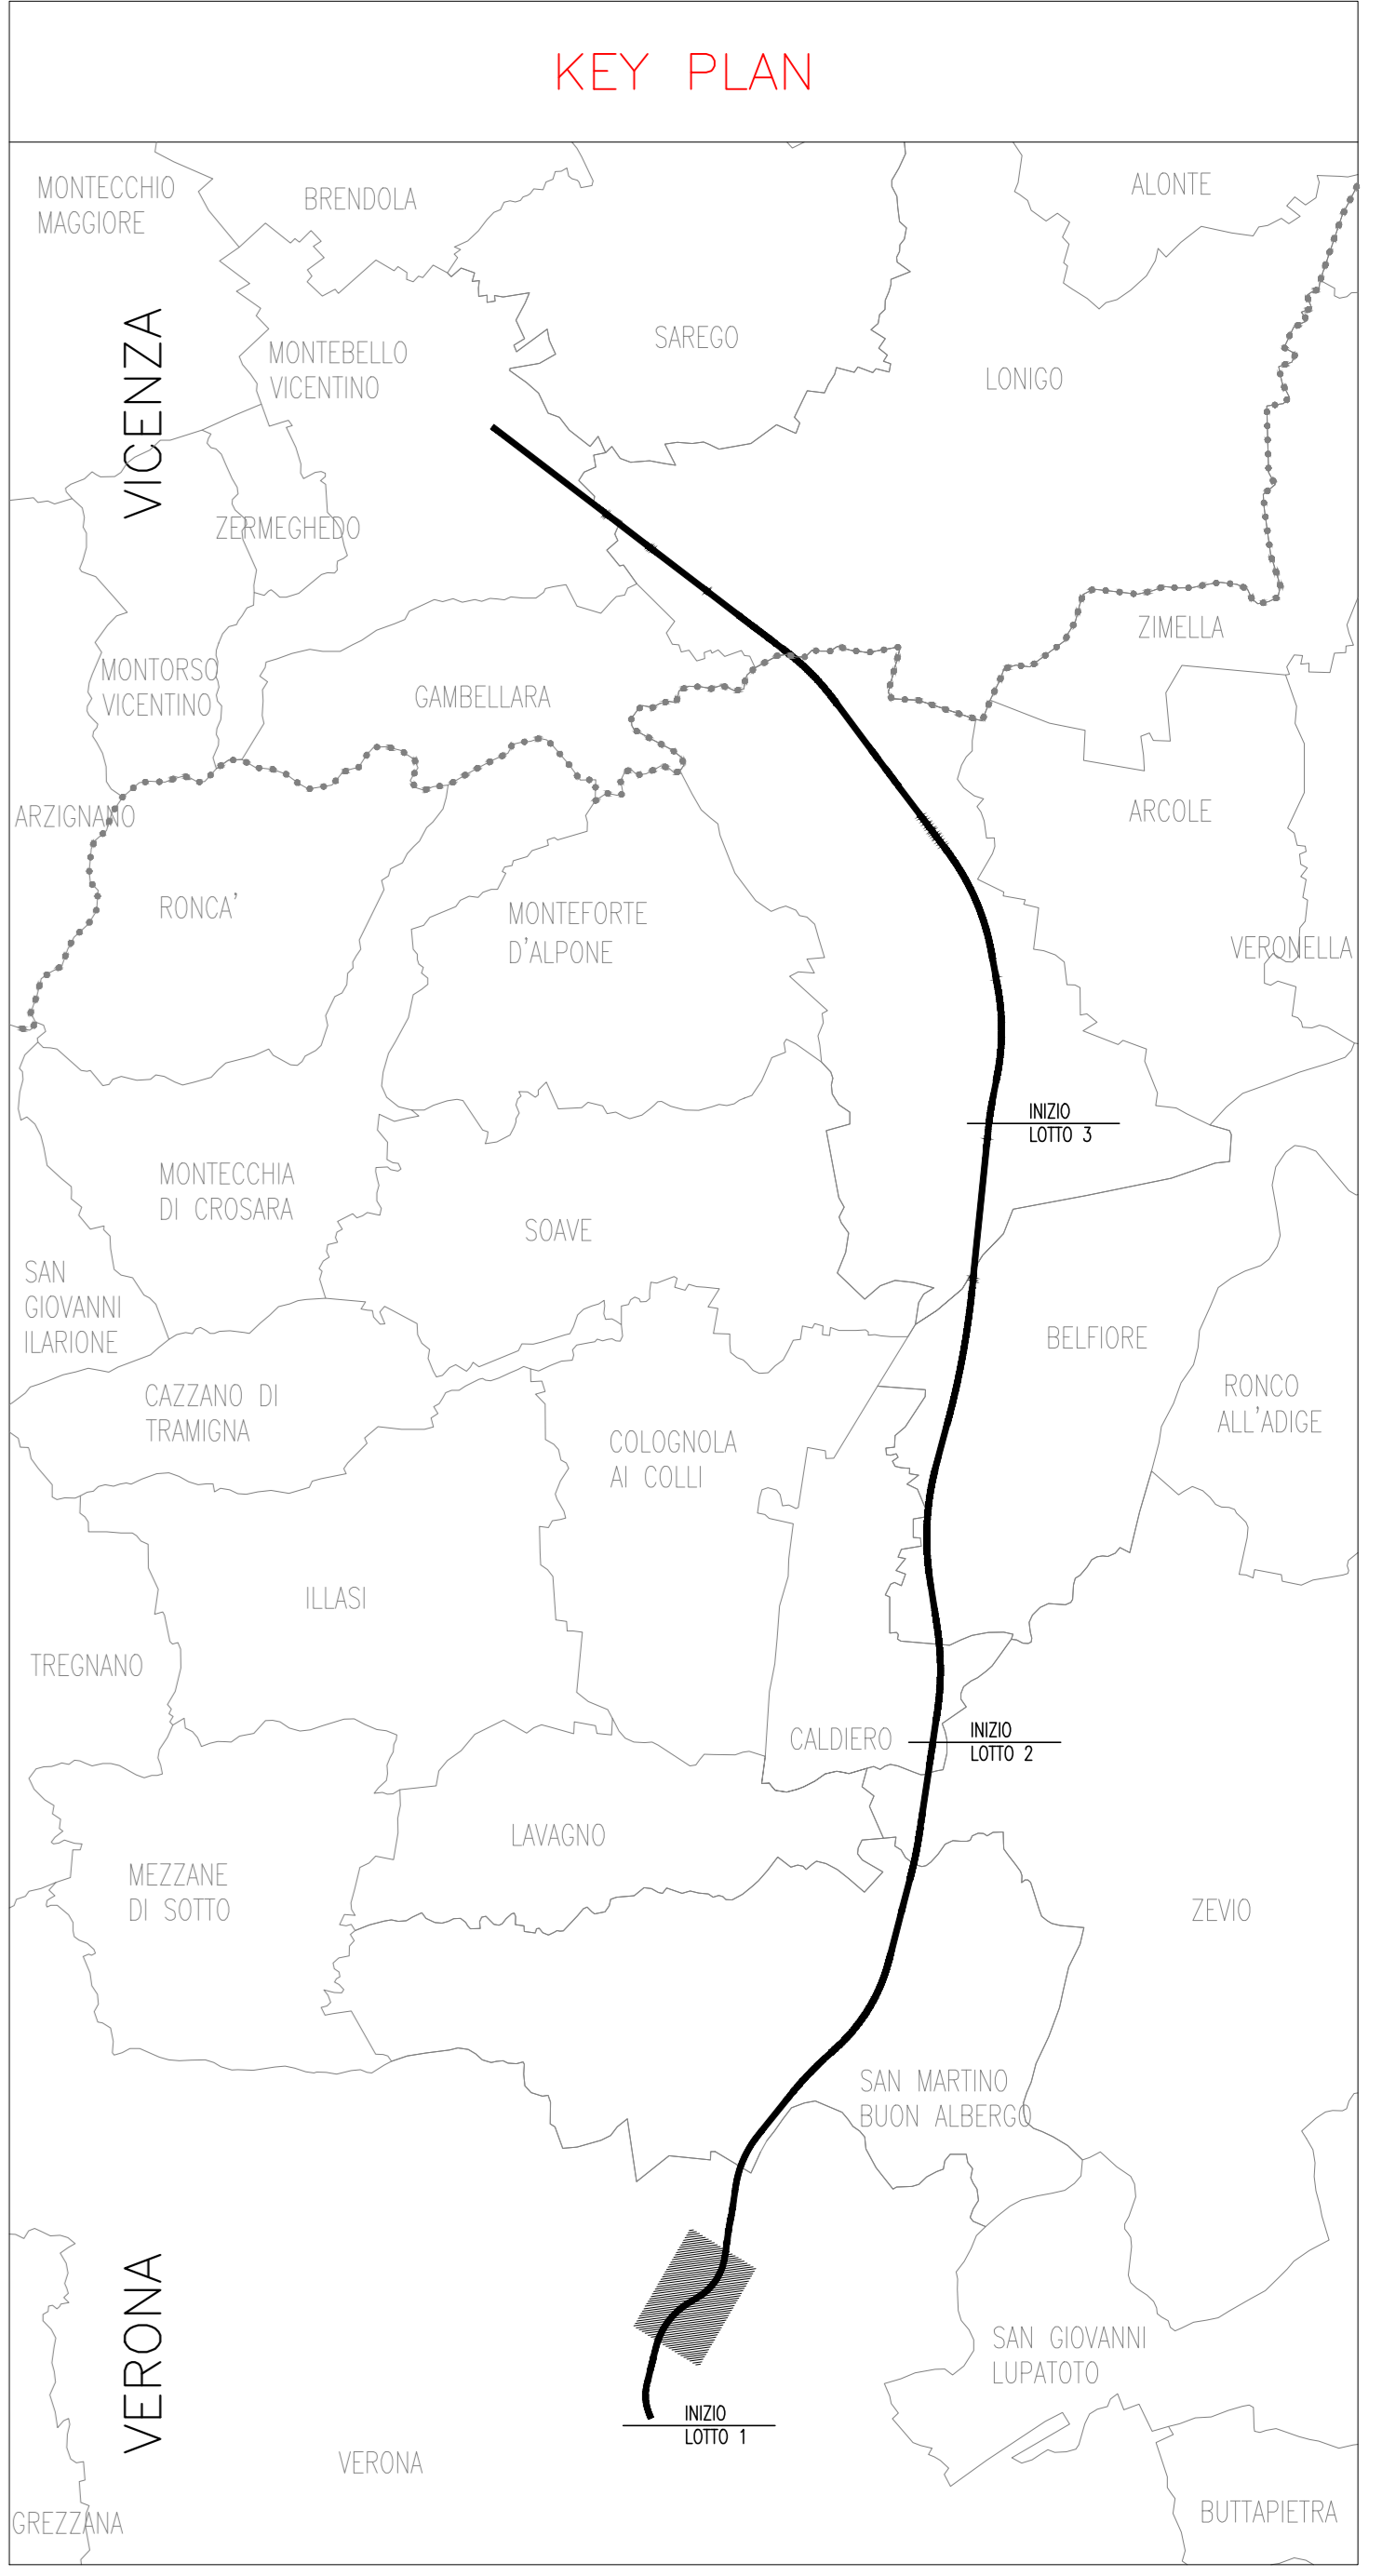 KEY PLAN
MONTECCHIO
MAGGIORE
BRENDOLA
ALONTE
VICENZA
MONTEBELLO
VICENTINO
SAREGO
LONIGO
ZERMEGHEDO
ZIMELLA
MONTORSO
VICENTINO
GAMBELLARA
ARZIGNANO
ARCOLE
RONCA'
MONTEFORTE
D'ALPONE
VERONELLA
INIZIO
LOTTO 3
MONTECCHIA
DI CROSARA
SOAVE
SAN
GIOVANNI
ILARIONE
BELFIORE
CAZZANO DI
TRAMIGNA
RONCO
ALL'ADIGE
COLOGNOLA
AI COLLI
ILLASI
TREGNANO
CALDIERO
INIZIO
LOTTO 2
LAVAGNO
MEZZANE
DI SOTTO
ZEVIO
SAN MARTINO
BUON ALBERGO
VERONA
SAN GIOVANNI
LUPATOTO
INIZIO
LOTTO 1
VERONA
GREZZANA
BUTTAPIETRA